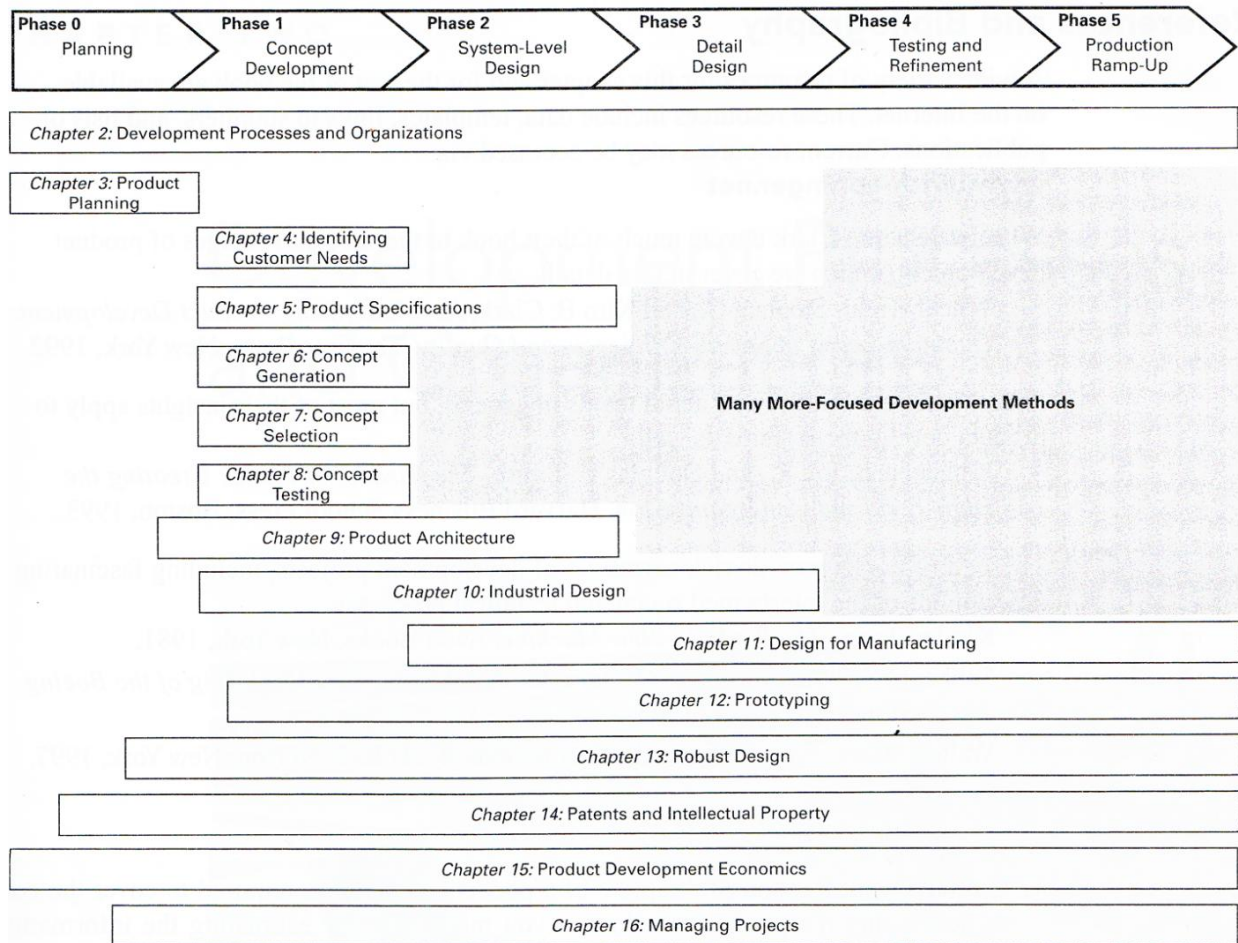 Phase 0
Planning
Phase 1
Concept
Development
Phase 2
System-Level
Design
Phase 3
Detail
Design
Phase 4
Testing and
Refinement
Phase 5
Production
Ramp-Up
Chapter 2: Development Processes and Organizations
Chapter 3: Product
Planning
Chapter 4: Identifying
Customer Needs
Chapter 5: Product Specifications
Chapter 6: Concept
Generation
Chapter 7: Concept
Selection
Many More-Focused Development Methods
Chapter 8: Concept
Testing
Chapter 9: Product Architecture
Chapter 10: Industrial Design
Chapter 11: Design for Manufacturing
Chapter 12: Prototyping
Chapter 13: Robust Design
Chapter 14: Patents and Intellectual Property
Chapter 15: Product Development Economics
Chapter 16: Managing Projects